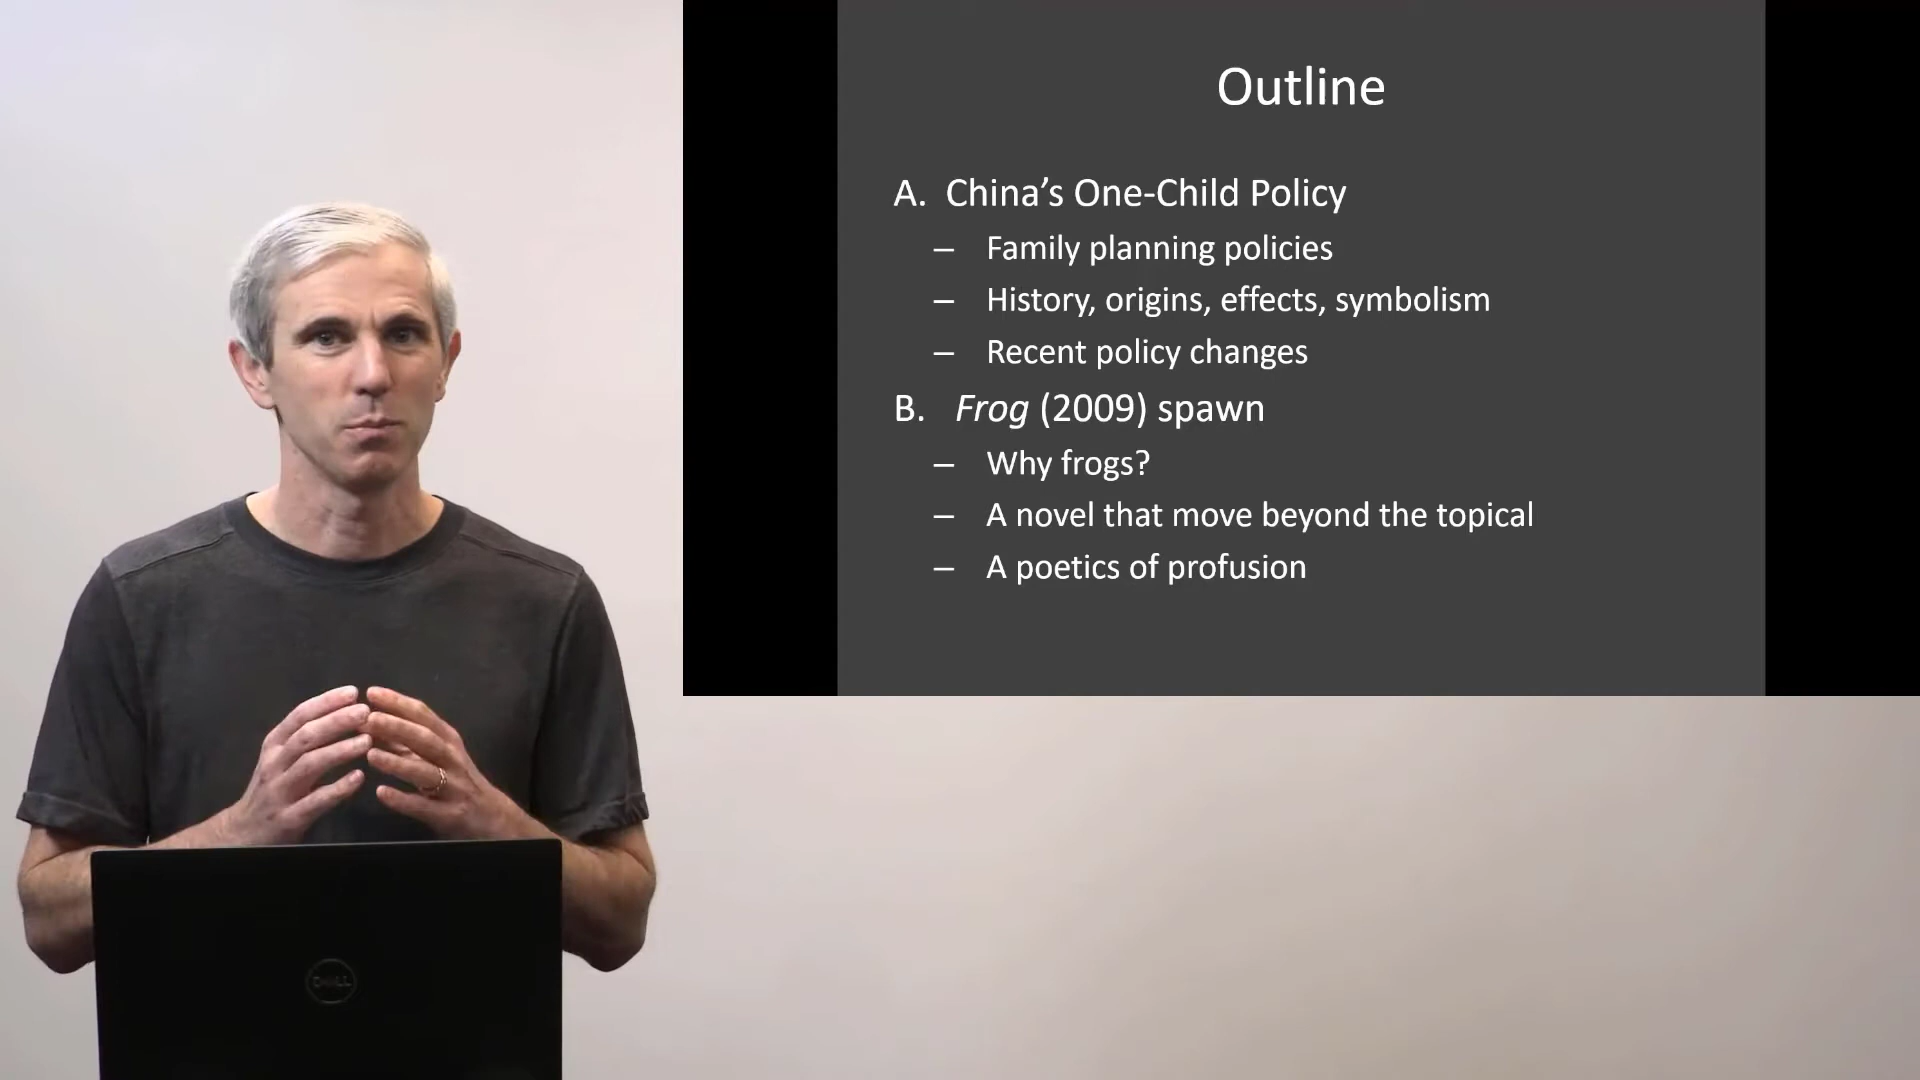 Outline
A. China’s One-Child Policy
– Family planning policies
– History, origins, effects, symbolism
– Recent policy changes
B. Frog (2009) spawn
– Why frogs?
– A novel that move beyond the topical
– A poetics of profusion
DELL